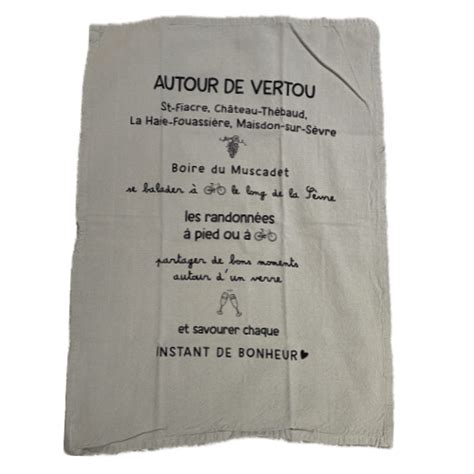 AUTOUR DE VERTOU
St-Fiacre, Château-Thébaud,
La Haie-Fouassière, Maisdon-sur-Sèvre
Boire du Muscadet
se balader à le long de la Sèvre
les randonnées
à pied ou à
partager de bons moments
autour d'un verre
et savourer chaque
INSTANT DE BONHEUR